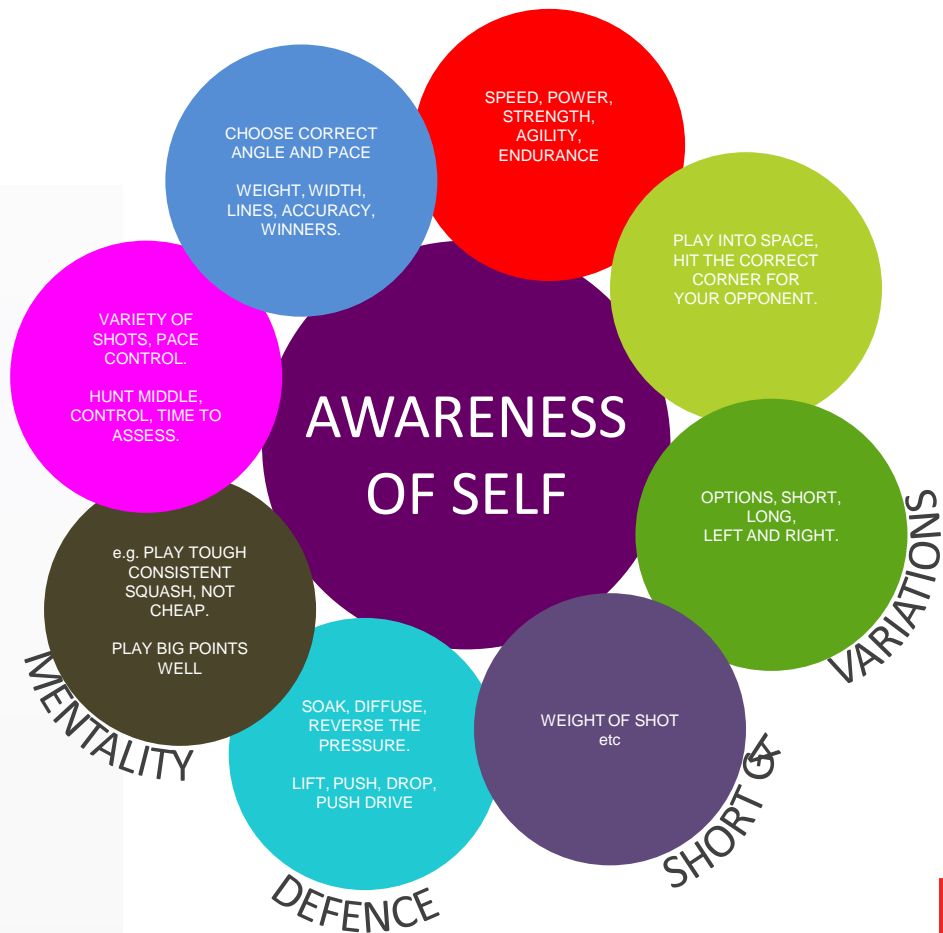 SPEED, POWER,
STRENGTH,
AGILITY,
ENDURANCE
CHOOSE CORRECT
ANGLE AND PACE
WEIGHT, WIDTH,
LINES, ACCURACY,
WINNERS.
PLAY INTO SPACE,
HIT THE CORRECT
CORNER FOR
YOUR OPPONENT.
VARIETY OF
SHOTS, PACE
CONTROL.
HUNT MIDDLE,
CONTROL, TIME TO
ASSESS.
AWARENESS
OF SELF
OPTIONS, SHORT,
LONG,
LEFT AND RIGHT.
VARIATIONS
e.g. PLAY TOUGH
CONSISTENT
SQUASH, NOT
CHEAP.
PLAY BIG POINTS
WELL
MENTALITY
SOAK, DIFFUSE,
REVERSE THE
PRESSURE.
LIFT, PUSH, DROP,
PUSH DRIVE
DEFENCE
WEIGHT OF SHOT
etc
SHORT